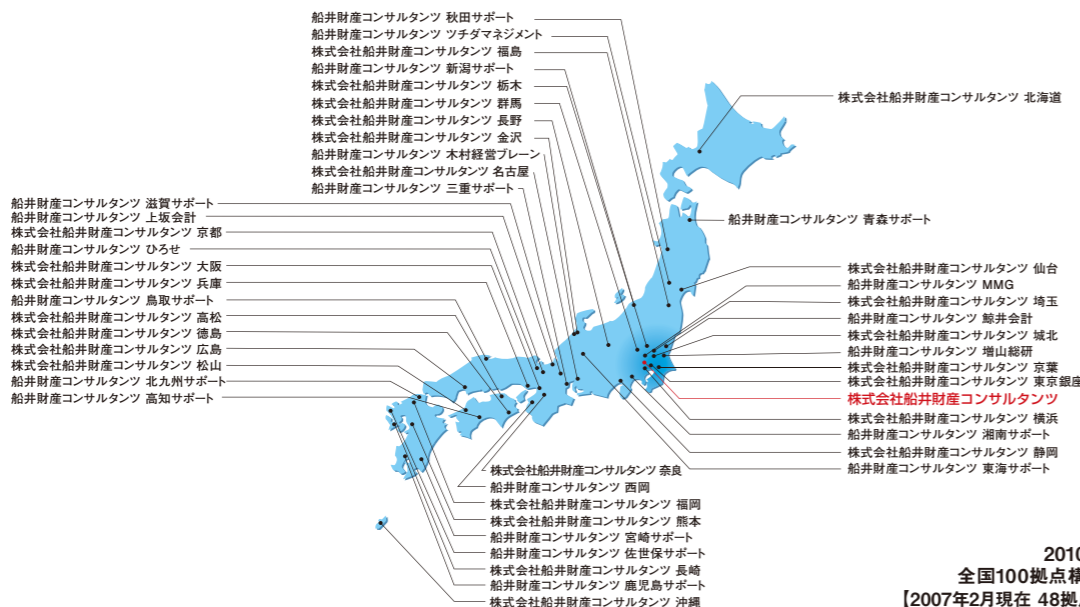 船井財産コンサルタンツ 秋田サポート
船井財産コンサルタンツ ツチダマネジメント
株式会社船井財産コンサルタンツ 福島
船井財産コンサルタンツ 新潟サポート
株式会社船井財産コンサルタンツ 栃木
株式会社船井財産コンサルタンツ 群馬
株式会社船井財産コンサルタンツ 長野
株式会社船井財産コンサルタンツ 金沢
船井財産コンサルタンツ 木村経営ブレーン
株式会社船井財産コンサルタンツ 名古屋
船井財産コンサルタンツ 三重サポート
株式会社船井財産コンサルタンツ 北海道
船井財産コンサルタンツ 青森サポート
船井財産コンサルタンツ 滋賀サポート
船井財産コンサルタンツ 上坂会計
株式会社船井財産コンサルタンツ 京都
船井財産コンサルタンツ ひろせ
株式会社船井財産コンサルタンツ 大阪
株式会社船井財産コンサルタンツ 兵庫
船井財産コンサルタンツ 鳥取サポート
株式会社船井財産コンサルタンツ 高松
株式会社船井財産コンサルタンツ 徳島
株式会社船井財産コンサルタンツ 広島
株式会社船井財産コンサルタンツ 松山
船井財産コンサルタンツ 北九州サポート
船井財産コンサルタンツ 高知サポート
株式会社船井財産コンサルタンツ 仙台
船井財産コンサルタンツ MMG
株式会社船井財産コンサルタンツ 埼玉
船井財産コンサルタンツ 鯨井会計
株式会社船井財産コンサルタンツ 城北
船井財産コンサルタンツ 増山総研
株式会社船井財産コンサルタンツ 京葉
株式会社船井財産コンサルタンツ 東京銀座
株式会社船井財産コンサルタンツ
株式会社船井財産コンサルタンツ 横浜
船井財産コンサルタンツ 湘南サポート
株式会社船井財産コンサルタンツ 静岡
船井財産コンサルタンツ 東海サポート
株式会社船井財産コンサルタンツ 奈良
船井財産コンサルタンツ 西岡
株式会社船井財産コンサルタンツ 福岡
株式会社船井財産コンサルタンツ 熊本
船井財産コンサルタンツ 宮崎サポート
船井財産コンサルタンツ 佐世保サポート
株式会社船井財産コンサルタンツ 長崎
船井財産コンサルタンツ 鹿児島サポート
株式会社船井財産コンサルタンツ 沖縄
2010
全国100拠点構
【2007年2月現在 48拠点